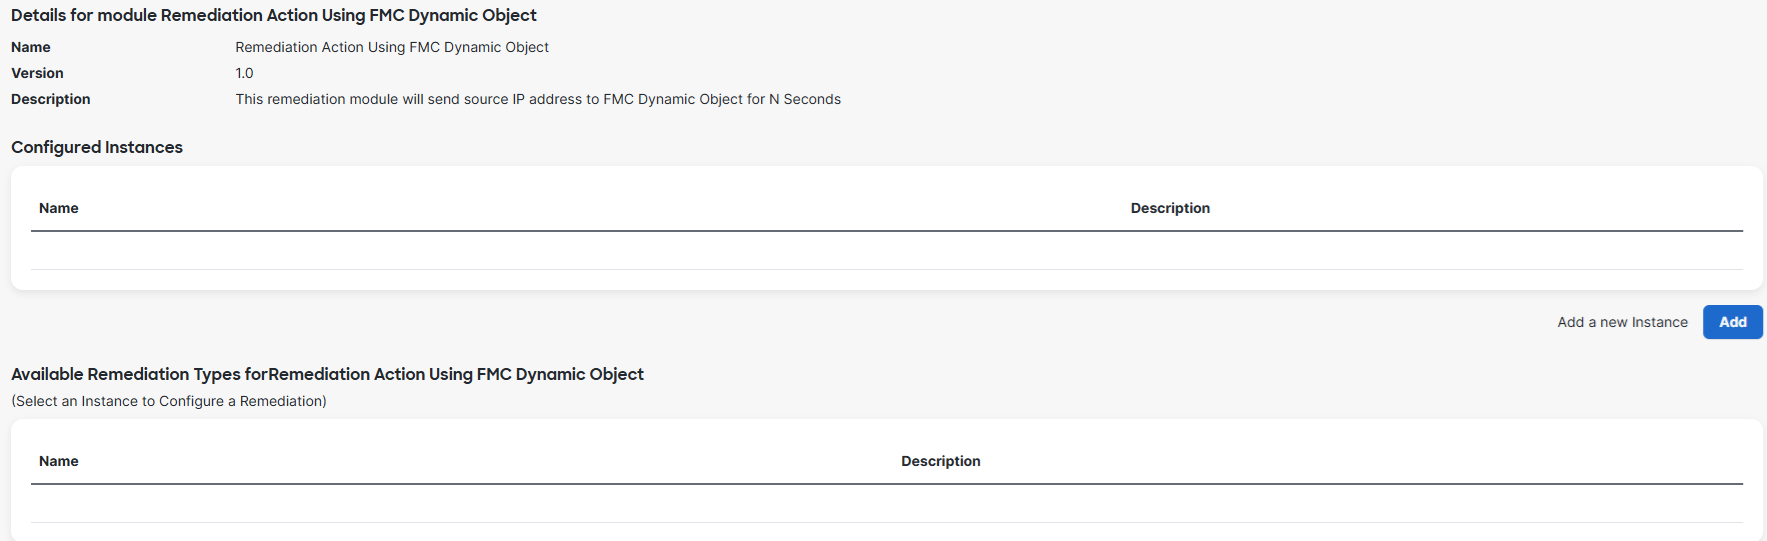 Details for module Remediation Action Using FMC Dynamic Object
Name Remediation Action Using FMC Dynamic Object
Version 1.0
Description This remediation module will send source IP address to FMC Dynamic Object for N Seconds
Configured Instances
Name Description
Add a new Instance Add
Available Remediation Types forRemediation Action Using FMC Dynamic Object
(Select an Instance to Configure a Remediation)
Name Description